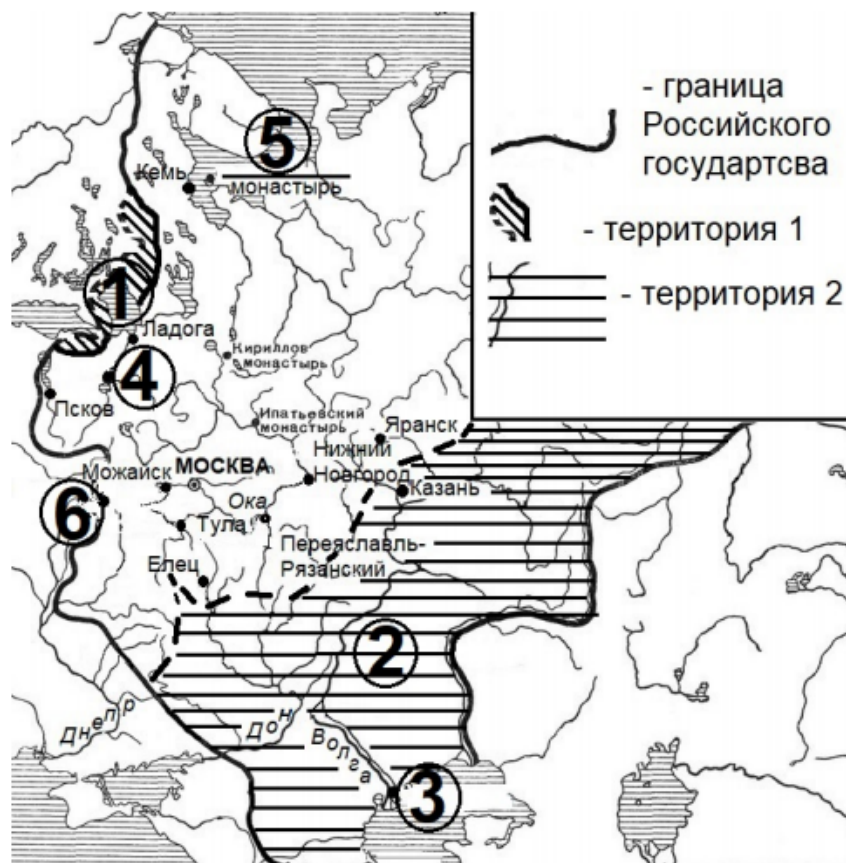 - граница
Российского
государтсва
- территория 1
- территория 2
5
Кемь
монастырь
1
Ладога
Кириллов
монастырь
4
Псков
Ипатьевский
монастырь
Яранск
Нижний
Новгород
Можайск
МОСКВА
Казань
6
Ока
Тула
Переяславль-
Рязанский
Елец
2
Днепр
Дон
Волга
3